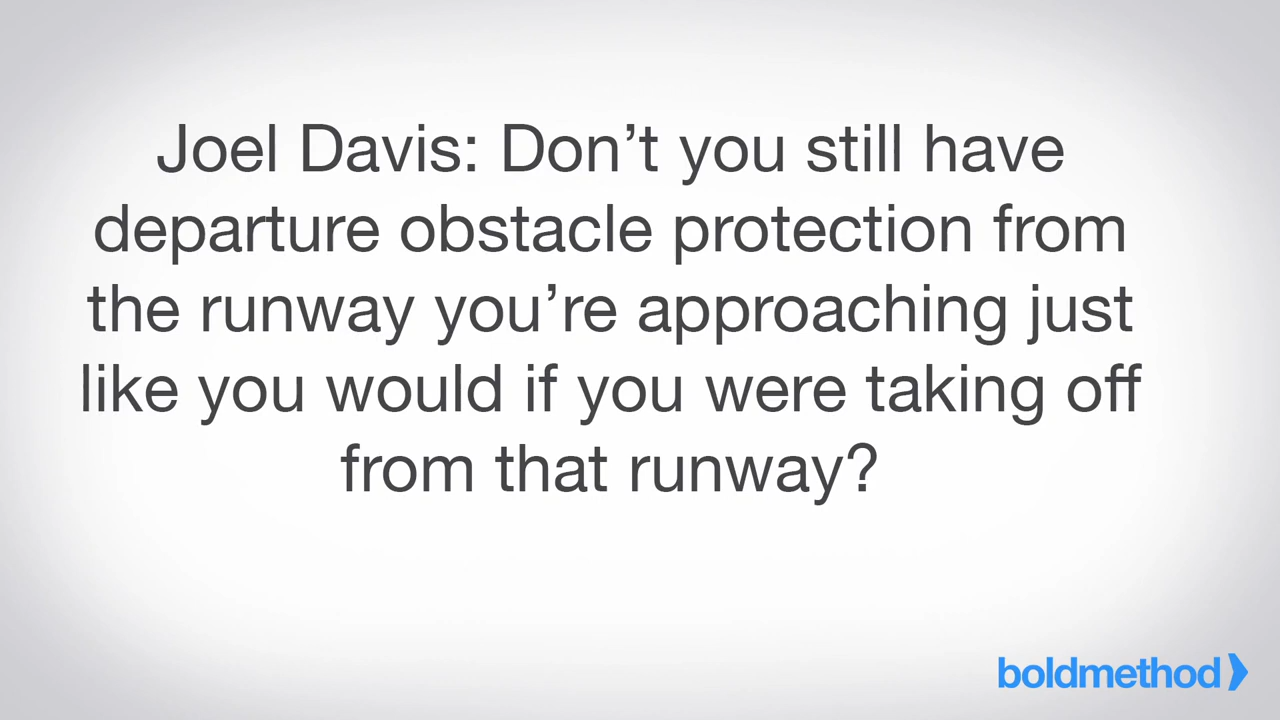 Joel Davis: Don’t you still have
departure obstacle protection from
the runway you’re approaching just
like you would if you were taking off
from that runway?
boldmethod